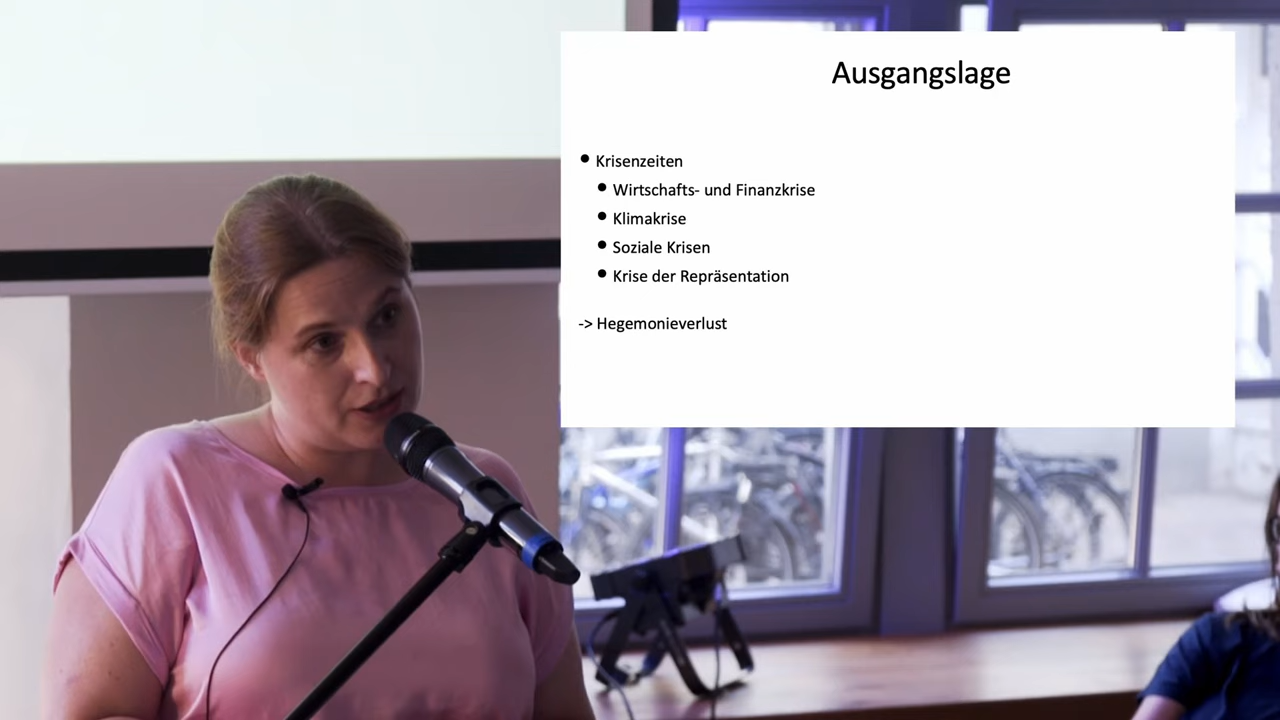 Ausgangslage
• Krisenzeiten
• Wirtschafts- und Finanzkrise
• Klimakrise
• Soziale Krisen
• Krise der Repräsentation
-> Hegemonieverlust